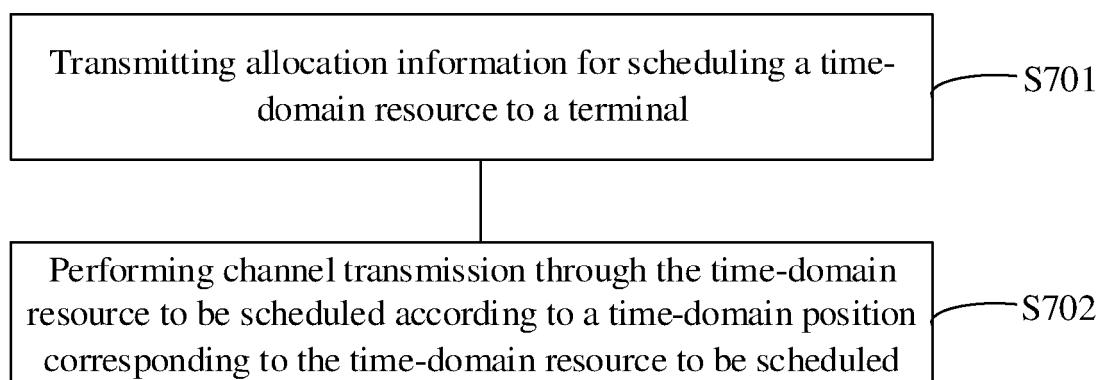 Transmitting allocation information for scheduling a time-
domain resource to a terminal
S701
Performing channel transmission through the time-domain
resource to be scheduled according to a time-domain position
corresponding to the time-domain resource to be scheduled
S702